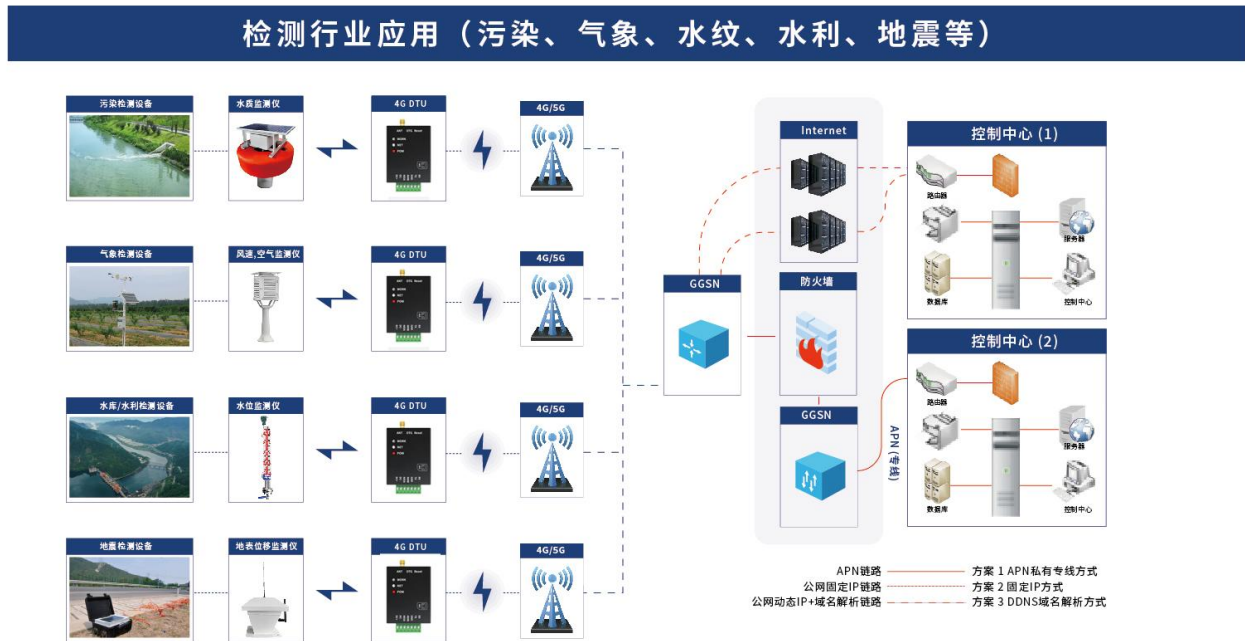 检测行业应用（污染、气象、水纹、水利、地震等）
污染检测设备
水质监测仪
4G DTU
4G/5G
气象检测设备
风速,空气监测仪
4G DTU
4G/5G
水库/水利检测设备
水位监测仪
4G DTU
4G/5G
地震检测设备
地表位移监测仪
4G DTU
4G/5G
GGSN
Internet
防火墙
GGSN
APN (专线)
控制中心 (1)
路由器
服务器
数据库
控制中心
控制中心 (2)
路由器
服务器
数据库
控制中心
APN链路
方案 1 APN私有专线方式
公网固定IP链路
方案 2 固定IP方式
公网动态IP+域名解析链路
方案 3 DDNS域名解析方式